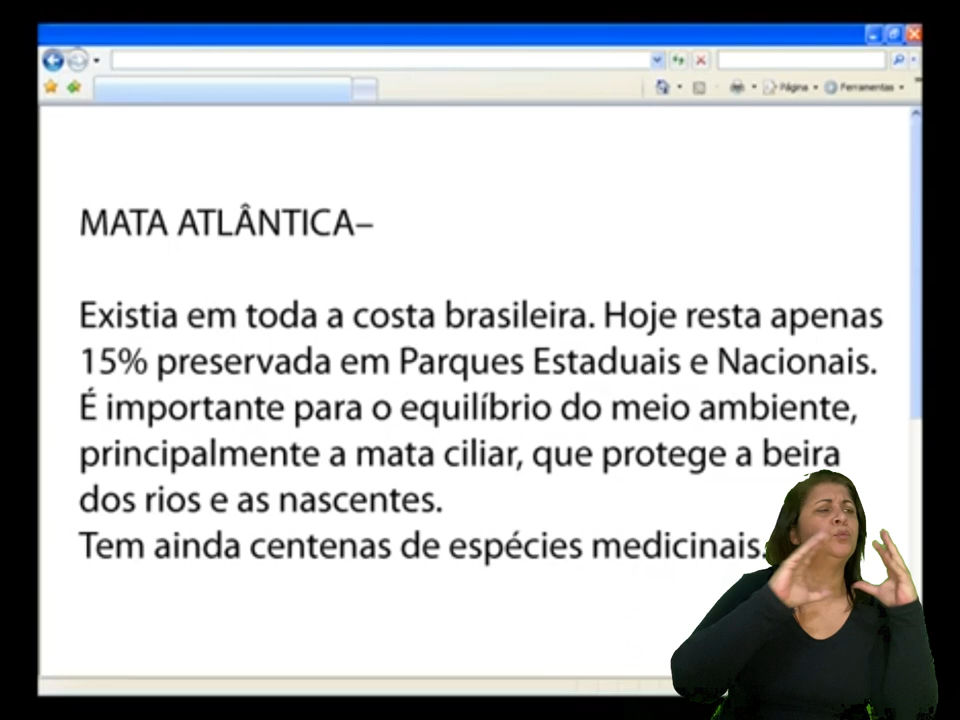 Página
Ferramentas
MATA ATLÂNTICA–
Existia em toda a costa brasileira. Hoje resta apenas
15% preservada em Parques Estaduais e Nacionais.
É importante para o equilíbrio do meio ambiente,
principalmente a mata ciliar, que protege a beira
dos rios e as nascentes.
Tem ainda centenas de espécies medicinais.